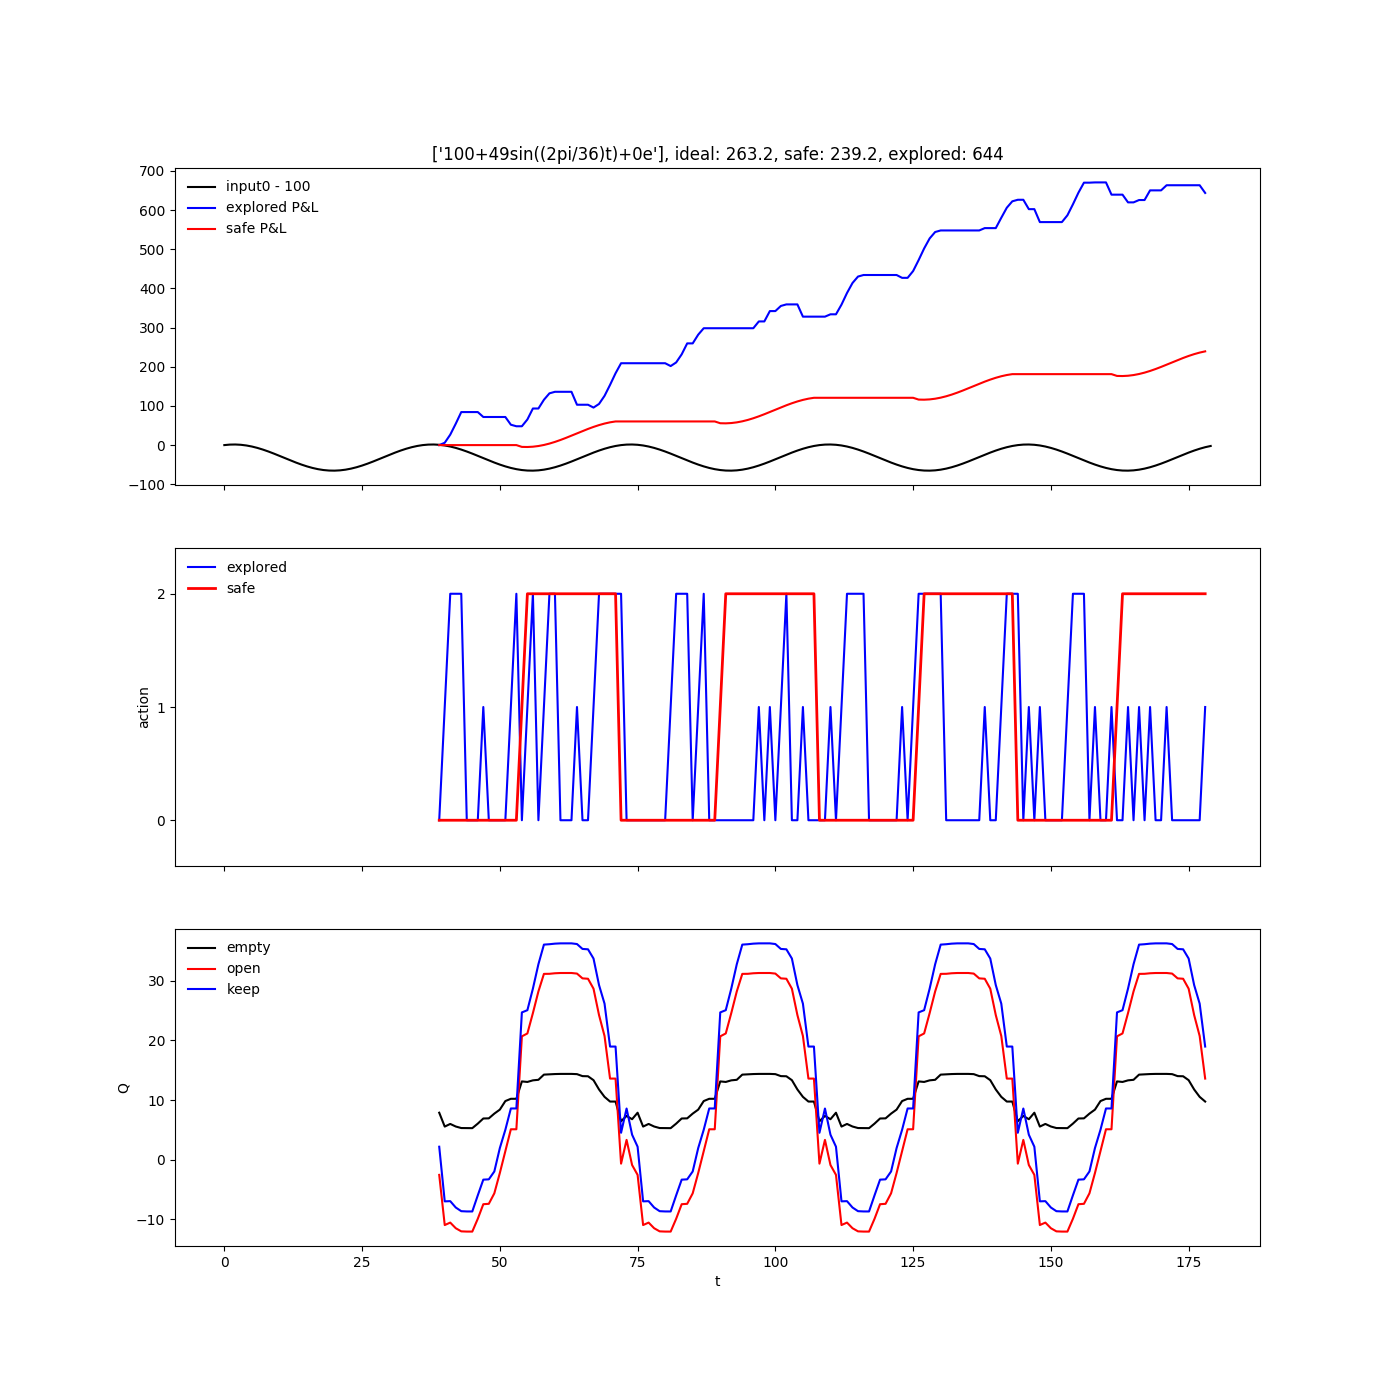 ['100+49sin((2pi/36)t)+0e'], ideal: 263.2, safe: 239.2, explored: 644
700
600
500
400
300
200
100
0
−100
input0 - 100
explored P&L
safe P&L
2
1
0
action
explored
safe
30
20
10
0
−10
Q
empty
open
keep
0 25 50 75 100 125 150 175
t